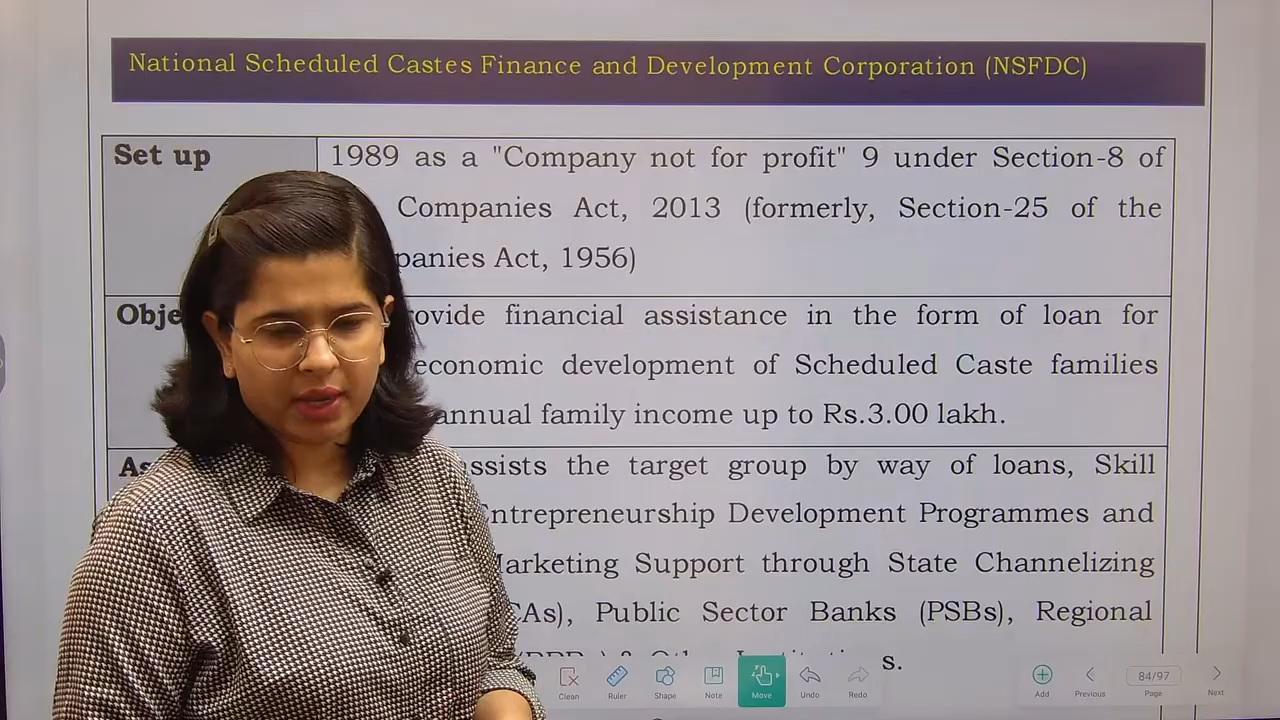 National Scheduled Castes Finance and Development Corporation (NSFDC)
Set up
1989 as a "Company not for profit" 9 under Section-8 of
Companies Act, 2013 (formerly, Section-25 of the
panies Act, 1956)
Obje
rovide financial assistance in the form of loan for
economic development of Scheduled Caste families
annual family income up to Rs.3.00 lakh.
As
assists the target group by way of loans, Skill
Entrepreneurship Development Programmes and
Marketing Support through State Channelizing
CAs), Public Sector Banks (PSBs), Regional
s.
Clean
Ruler
Shape
Note
Move
Undo
Redo
Add
Previous
84/97
Page
Next